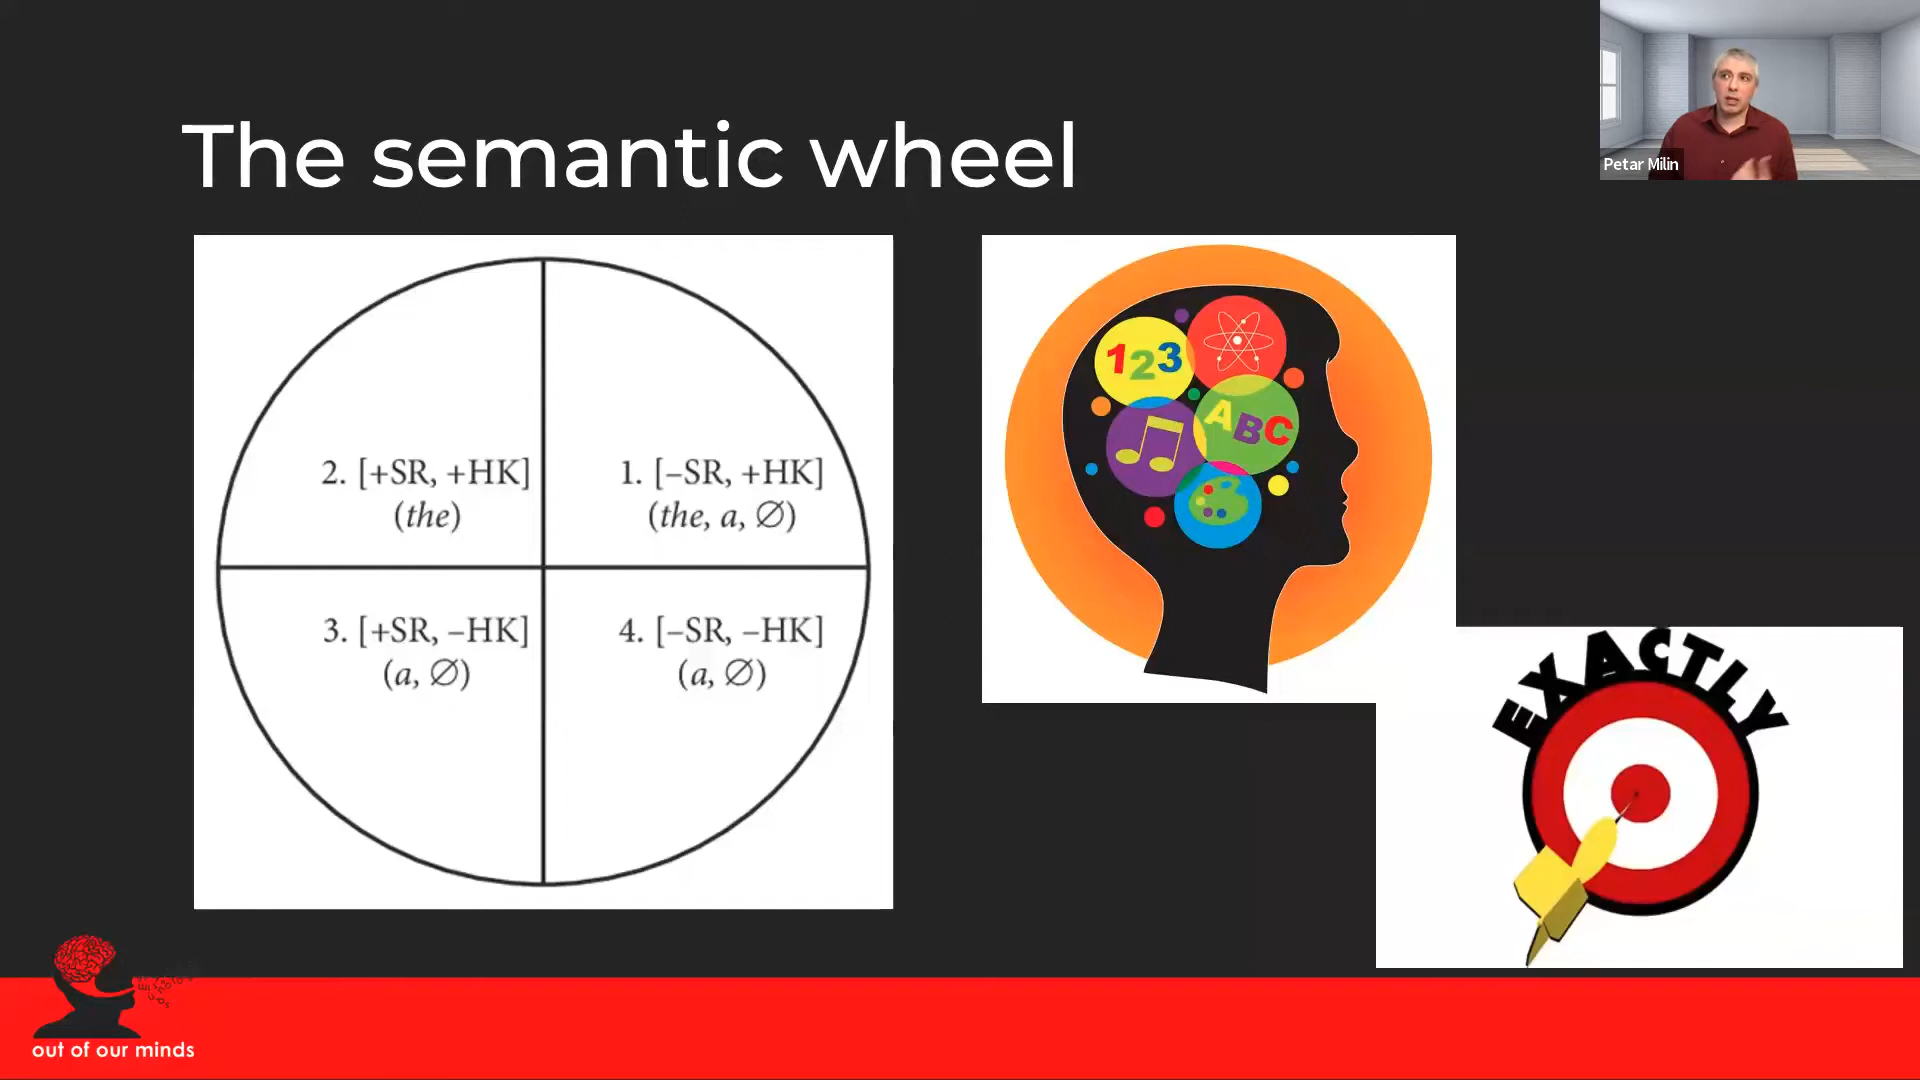 The semantic wheel
Petar Milin
2. [+SR, +HK]
(the)
1. [–SR, +HK]
(the, a, ∅)
3. [+SR, –HK]
(a, ∅)
4. [–SR, –HK]
(a, ∅)
123
ABC
EXACTLY
out of our minds